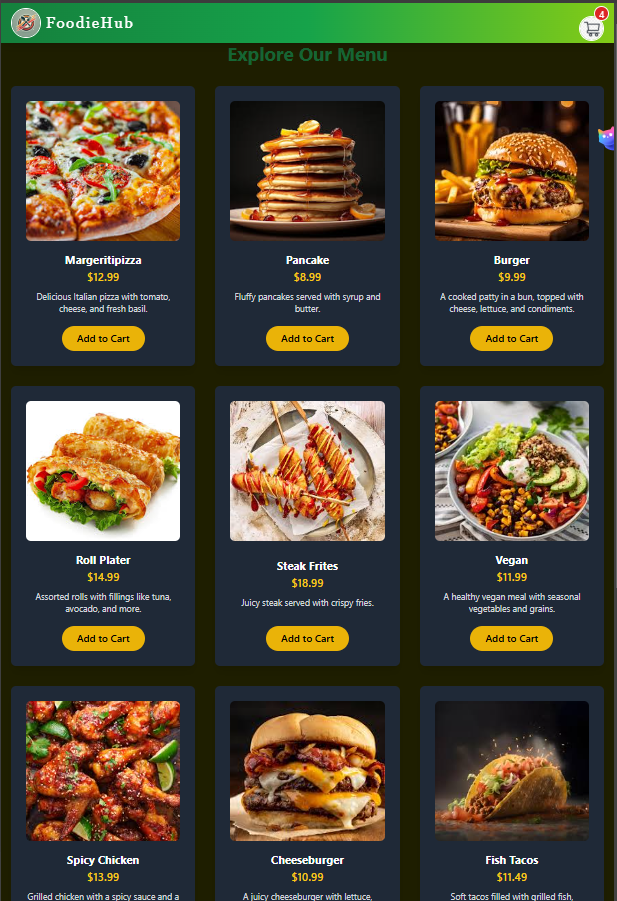 FoodieHub
4
Explore Our Menu
Margeritipizza
$12.99
Delicious Italian pizza with tomato,
cheese, and fresh basil.
Add to Cart
Pancake
$8.99
Fluffy pancakes served with syrup and
butter.
Add to Cart
Burger
$9.99
A cooked patty in a bun, topped with
cheese, lettuce, and condiments.
Add to Cart
Roll Plater
$14.99
Assorted rolls with fillings like tuna,
avocado, and more.
Add to Cart
Steak Frites
$18.99
Juicy steak served with crispy fries.
Add to Cart
Vegan
$11.99
A healthy vegan meal with seasonal
vegetables and grains.
Add to Cart
Spicy Chicken
$13.99
Grilled chicken with a spicy sauce and a
Cheeseburger
$10.99
A juicy cheeseburger with lettuce,
Fish Tacos
$11.49
Soft tacos filled with grilled fish,